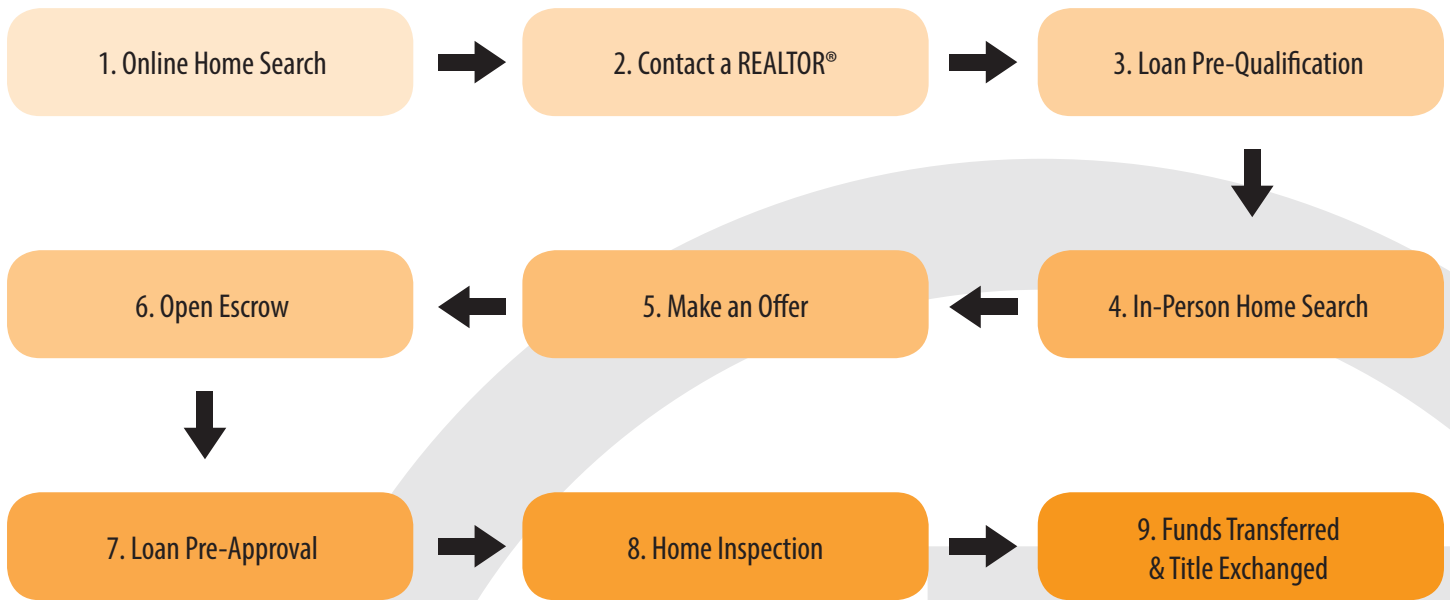 1. Online Home Search
2. Contact a REALTOR®
3. Loan Pre-Qualification
4. In-Person Home Search
5. Make an Offer
6. Open Escrow
7. Loan Pre-Approval
8. Home Inspection
9. Funds Transferred
& Title Exchanged